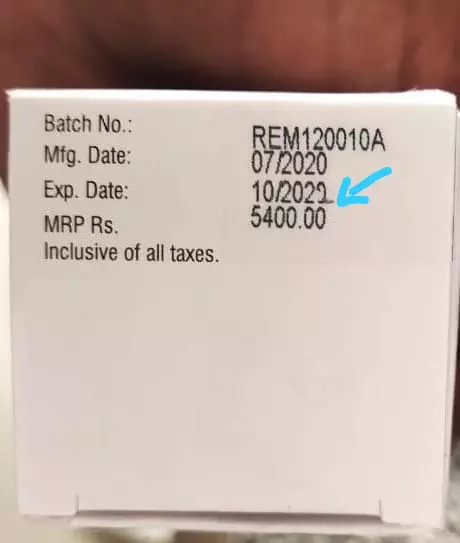 Batch No.: REM120010A
Mfg. Date: 07/2020
Exp. Date: 10/2022
MRP Rs. 5400.00
Inclusive of all taxes.